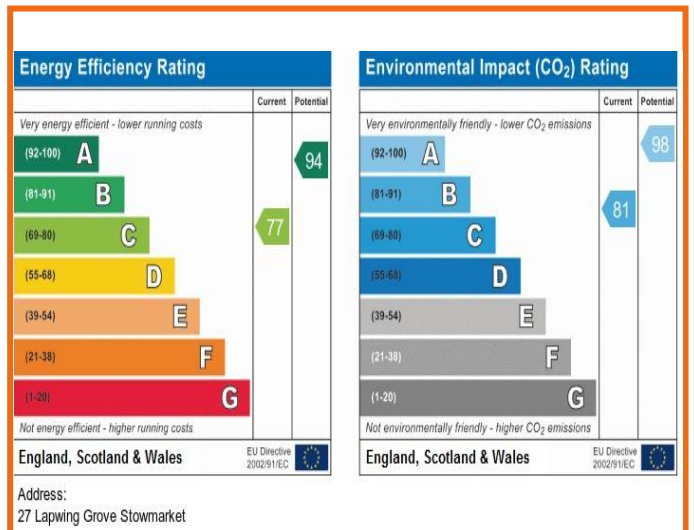 Energy Efficiency Rating
Current Potential
Very energy efficient - lower running costs
(92-100) A
(81-91) B
(69-80) C
(55-68) D
(39-54) E
(21-38) F
(1-20) G
77
94
Not energy efficient - higher running costs
England, Scotland & Wales
EU Directive
2002/91/EC
Environmental Impact (CO₂) Rating
Current Potential
Very environmentally friendly - lower CO₂ emissions
(92-100) A
(81-91) B
(69-80) C
(55-68) D
(39-54) E
(21-38) F
(1-20) G
81
98
Not environmentally friendly - higher CO₂ emissions
England, Scotland & Wales
EU Directive
2002/91/EC
Address:
27 Lapwing Grove Stowmarket